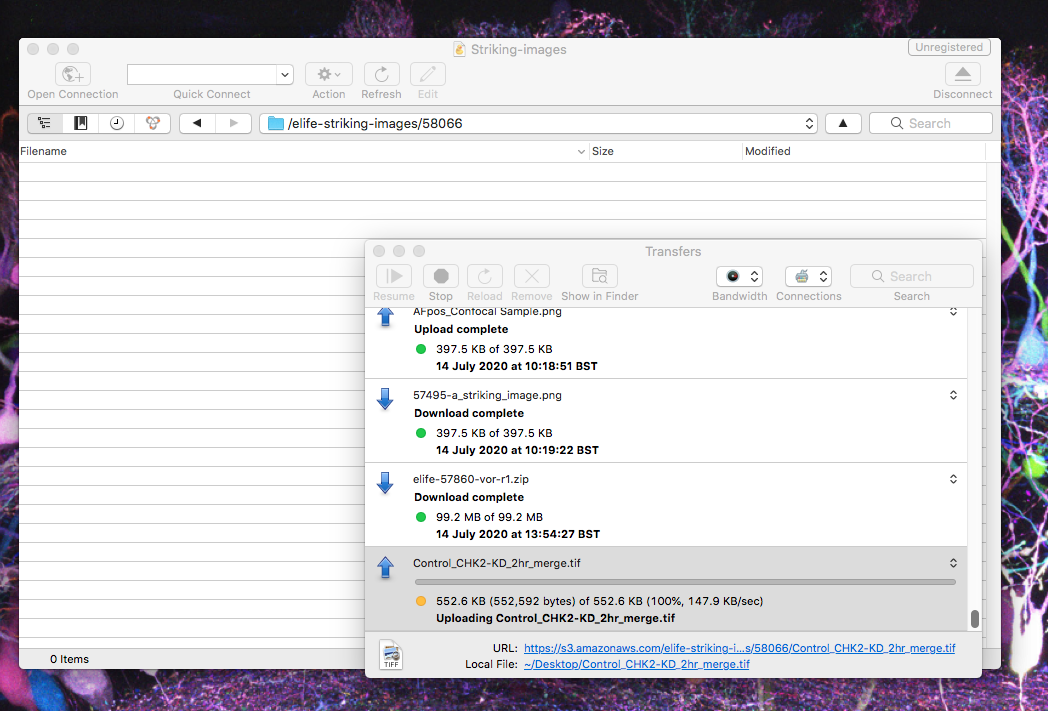 Striking-images
Unregistered
Open Connection
Quick Connect
Action
Refresh
Edit
Disconnect
/elife-striking-images/58066
Search
Filename
Size
Modified
Transfers
Resume
Stop
Reload
Remove
Show in Finder
Bandwidth
Connections
Search
Search
AFpos_Confocal Sample.png
Upload complete
397.5 KB of 397.5 KB
14 July 2020 at 10:18:51 BST
57495-a_striking_image.png
Download complete
397.5 KB of 397.5 KB
14 July 2020 at 10:19:22 BST
elife-57860-vor-r1.zip
Download complete
99.2 MB of 99.2 MB
14 July 2020 at 13:54:27 BST
Control_CHK2-KD_2hr_merge.tif
552.6 KB (552,592 bytes) of 552.6 KB (100%, 147.9 KB/sec)
Uploading Control_CHK2-KD_2hr_merge.tif
TIFF
URL: https://s3.amazonaws.com/elife-striking-i...s/58066/Control_CHK2-KD_2hr_merge.tif
Local File: ~/Desktop/Control_CHK2-KD_2hr_merge.tif
0 Items